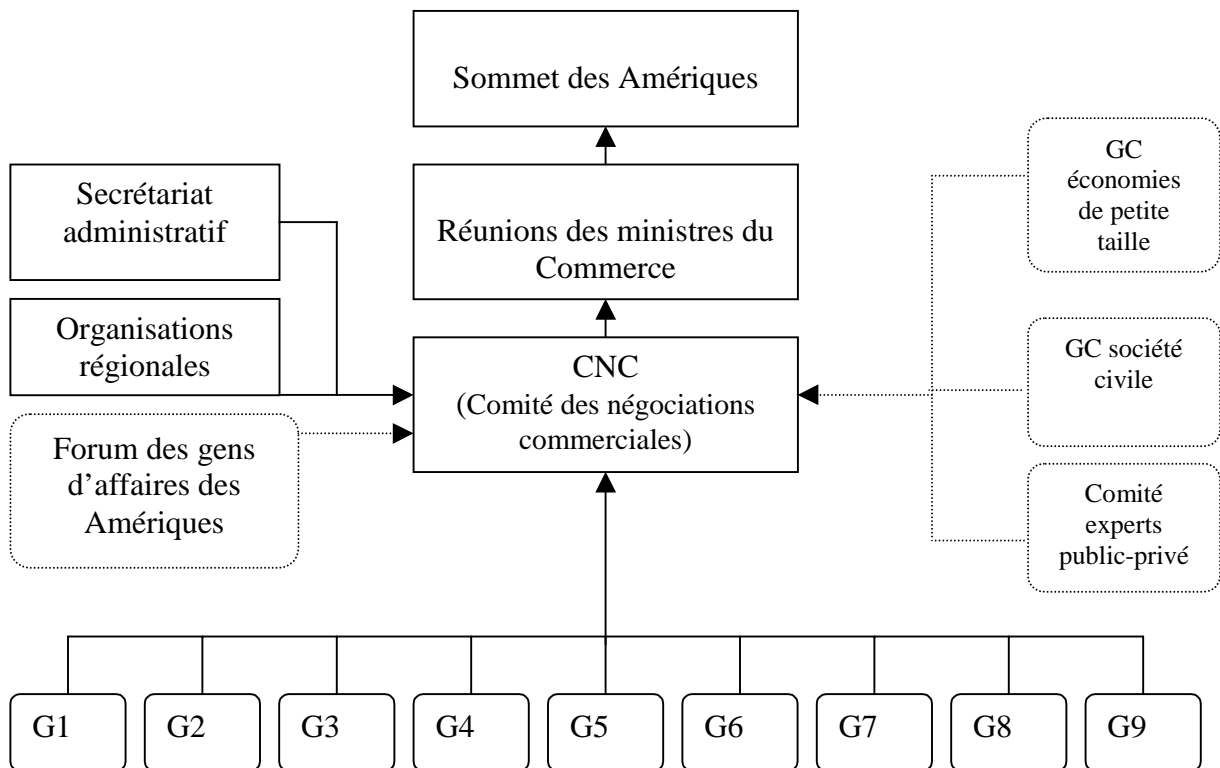 Sommet des Amériques
Secrétariat
administratif
Réunions des ministres du
Commerce
GC
économies
de petite
taille
Organisations
régionales
CNC
(Comité des négociations
commerciales)
GC société
civile
Forum des gens
d’affaires des
Amériques
Comité
experts
public-privé
G1
G2
G3
G4
G5
G6
G7
G8
G9